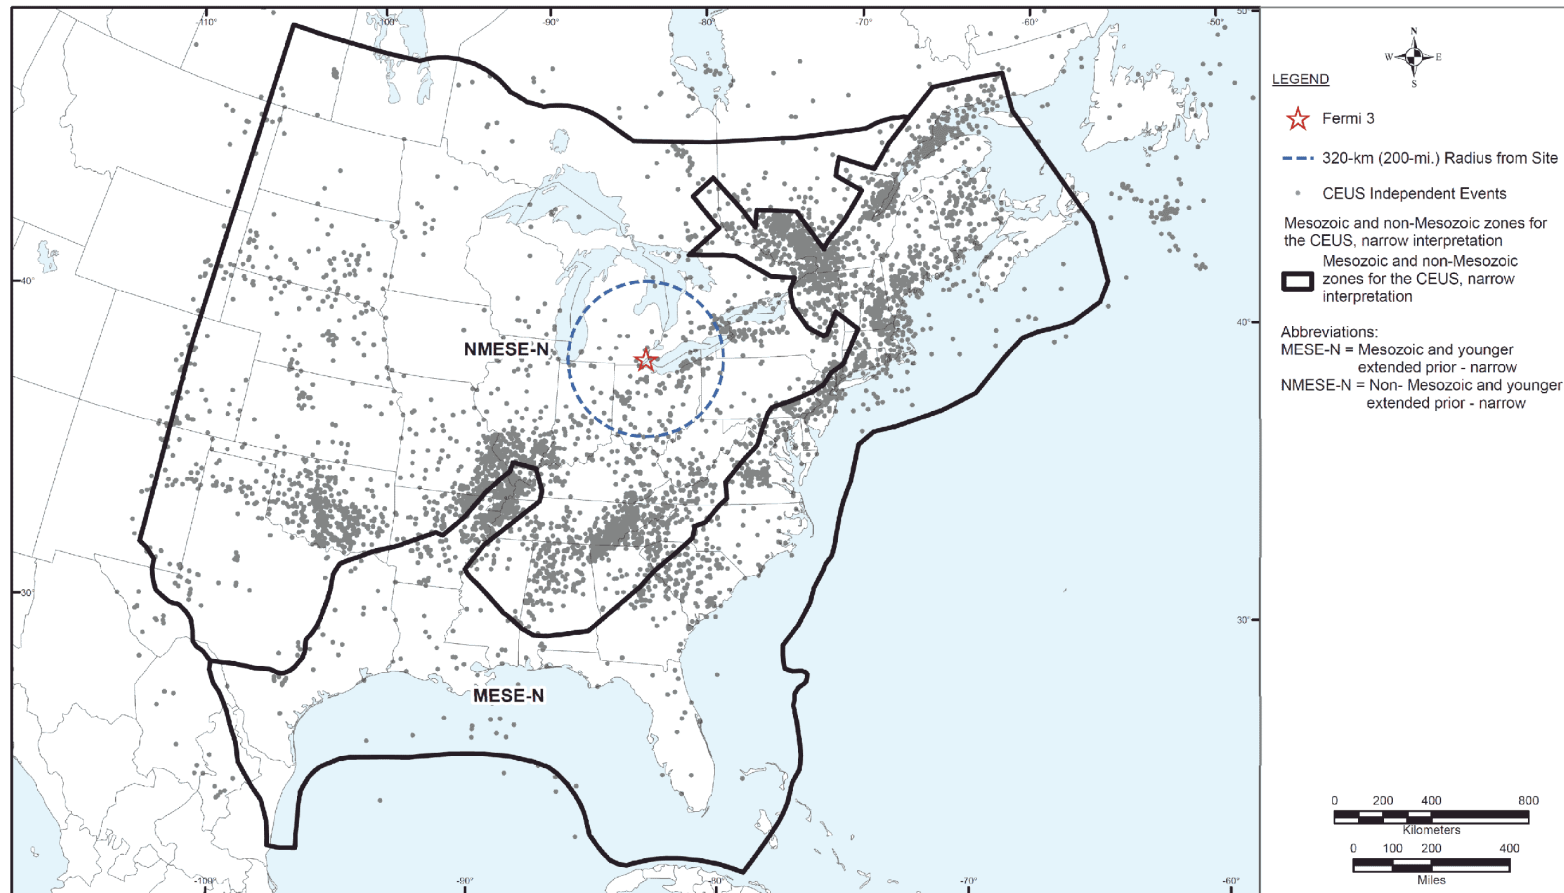 -110°
-100°
-90°
-80°
-70°
-60°
-50°
50°
40°
40°
30°
30°
NMESE-N
MESE-N
-100°
-90°
-80°
-70°
-60°
N
W
E
S
LEGEND
Fermi 3
320-km (200-mi.) Radius from Site
CEUS Independent Events
Mesozoic and non-Mesozoic zones for
the CEUS, narrow interpretation
Mesozoic and non-Mesozoic
zones for the CEUS, narrow
interpretation
Abbreviations:
MESE-N = Mesozoic and younger
extended prior - narrow
NMESE-N = Non- Mesozoic and younger
extended prior - narrow
0 200 400 800
Kilometers
0 100 200 400
Miles